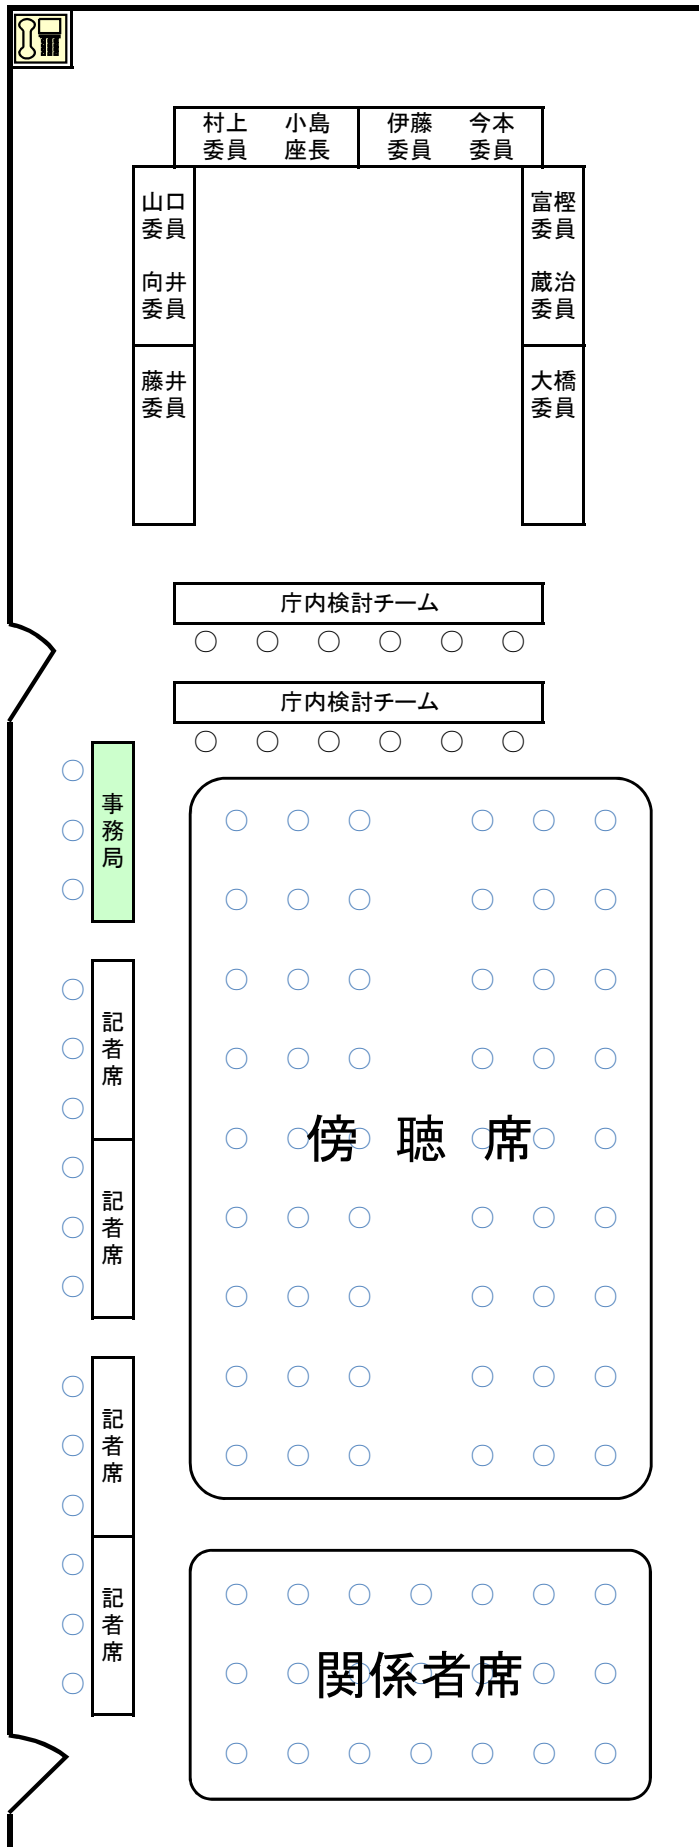 村上 小島 伊藤 今本
委員 座長 委員 委員
山口
委員
向井
委員
藤井
委員
富樫
委員
蔵治
委員
大橋
委員
庁内検討チーム
庁内検討チーム
事務局
記者席
記者席
記者席
記者席
傍聴席
関係者席